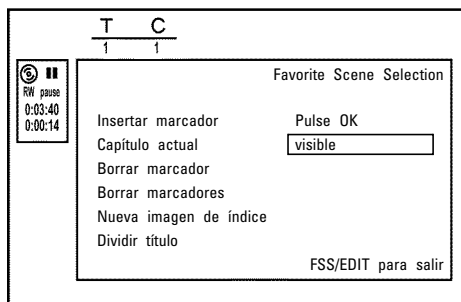 T C
1 1
RW pause
0:03:40
0:00:14
Favorite Scene Selection
Insertar marcador Pulse OK
Capítulo actual visible
Borrar marcador
Borrar marcadores
Nueva imagen de índice
Dividir título
FSS/EDIT para salir